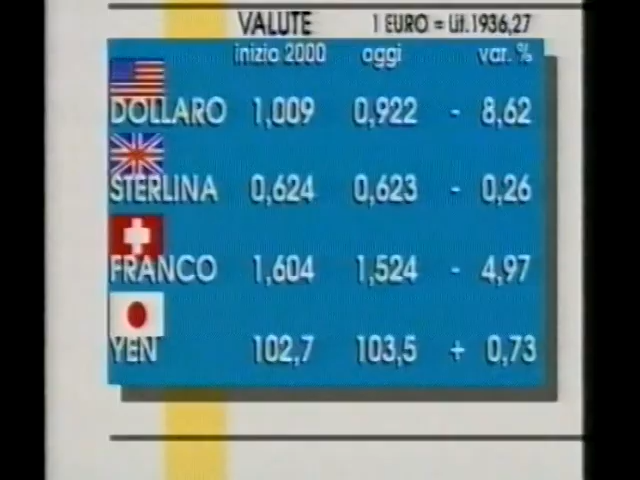 VALUTE 1 EURO = Lit.1936,27
inizio 2000 oggi var. %
DOLLARO 1,009 0,922 - 8,62
STERLINA 0,624 0,623 - 0,26
FRANCO 1,604 1,524 - 4,97
YEN 102,7 103,5 + 0,73